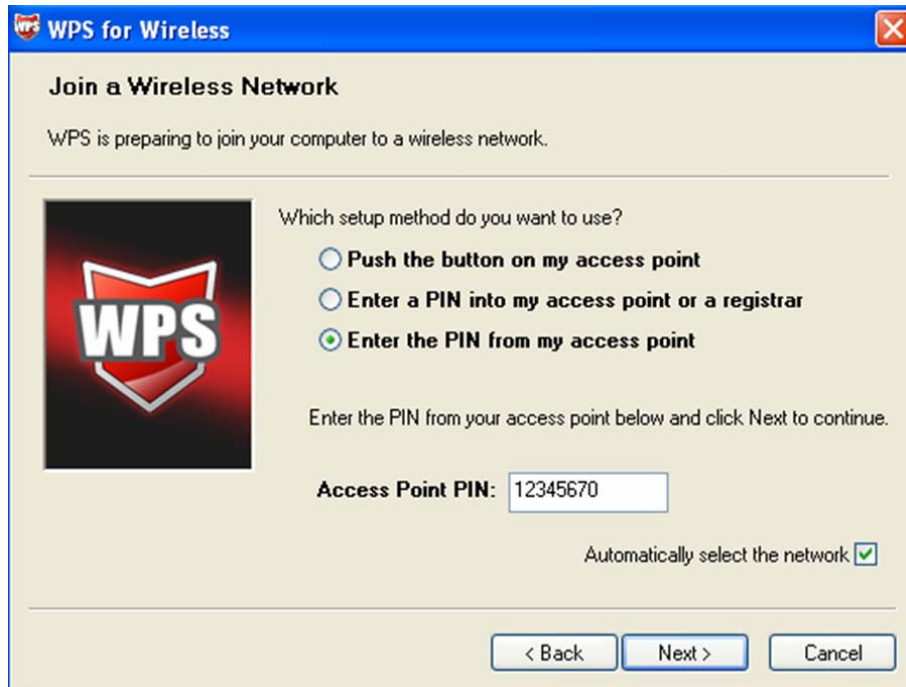 WPS WPS for Wireless
Join a Wireless Network
WPS is preparing to join your computer to a wireless network.
WPS
Which setup method do you want to use?
Push the button on my access point
Enter a PIN into my access point or a registrar
Enter the PIN from my access point
Enter the PIN from your access point below and click Next to continue.
Access Point PIN: 12345670
Automatically select the network
< Back Next > Cancel